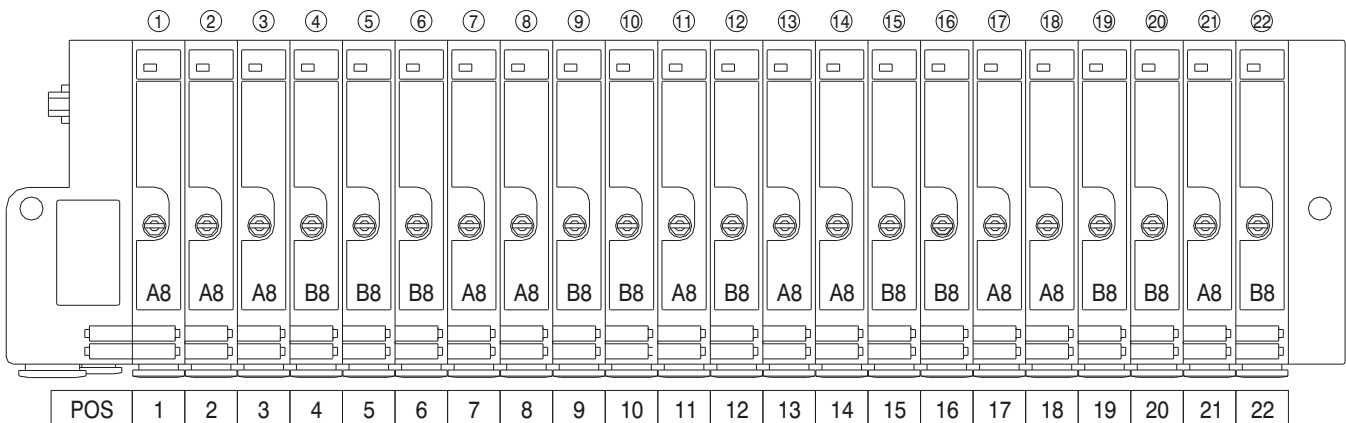 ① ② ③ ④ ⑤ ⑥ ⑦ ⑧ ⑨ ⑩ ⑪ ⑫ ⑬ ⑭ ⑮ ⑯ ⑰ ⑱ ⑲ ⑳ ㉑ ㉒
A8 A8 A8 B8 B8 B8 A8 A8 B8 B8 A8 B8 A8 A8 B8 B8 A8 A8 B8 B8 A8 B8
POS 1 2 3 4 5 6 7 8 9 10 11 12 13 14 15 16 17 18 19 20 21 22